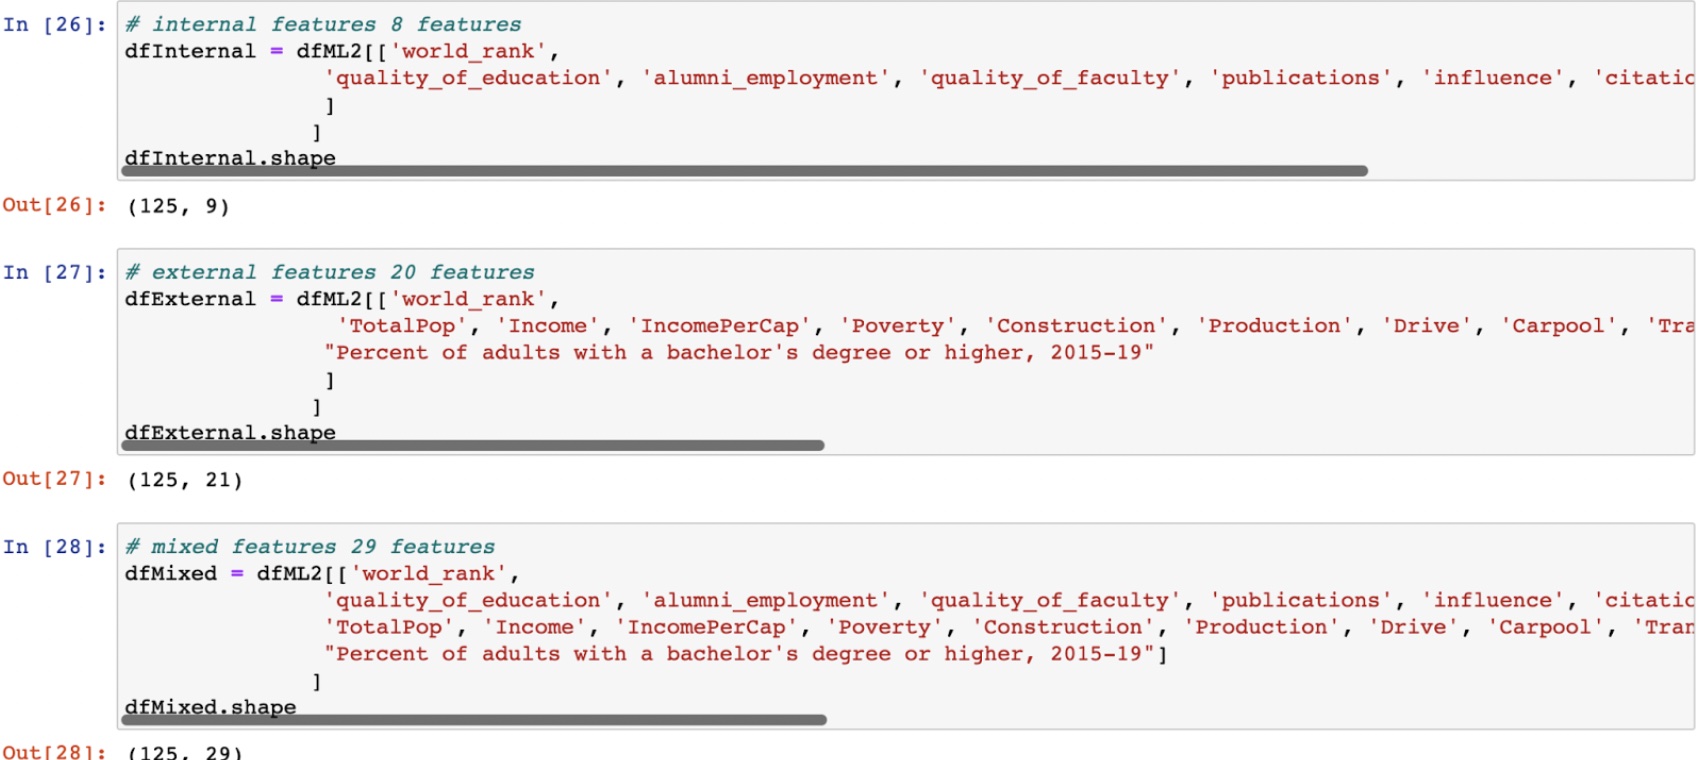 In [26]: # internal features 8 features
dfInternal = dfML2[['world_rank',
'quality_of_education', 'alumni_employment', 'quality_of_faculty', 'publications', 'influence', 'citatic
]
]
dfInternal.shape
Out[26]: (125, 9)
In [27]: # external features 20 features
dfExternal = dfML2[['world_rank',
'TotalPop', 'Income', 'IncomePerCap', 'Poverty', 'Construction', 'Production', 'Drive', 'Carpool', 'Tra
"Percent of adults with a bachelor's degree or higher, 2015-19"
]
]
dfExternal.shape
Out[27]: (125, 21)
In [28]: # mixed features 29 features
dfMixed = dfML2[['world_rank',
'quality_of_education', 'alumni_employment', 'quality_of_faculty', 'publications', 'influence', 'citatic
'TotalPop', 'Income', 'IncomePerCap', 'Poverty', 'Construction', 'Production', 'Drive', 'Carpool', 'Tran
"Percent of adults with a bachelor's degree or higher, 2015-19"]
]
dfMixed.shape
Out[28]: (125, 29)